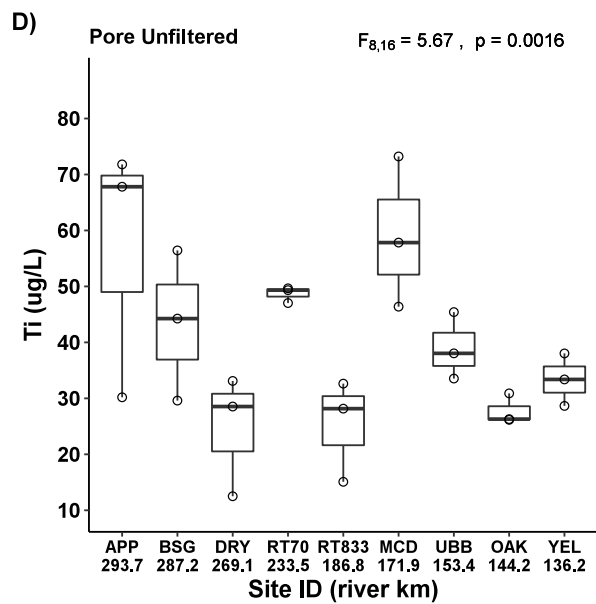 D)
Pore Unfiltered
F8,16 = 5.67 , p = 0.0016
Ti (ug/L)
80
70
60
50
40
30
20
10
APP BSG DRY RT70 RT833 MCD UBB OAK YEL
293.7 287.2 269.1 233.5 186.8 171.9 153.4 144.2 136.2
Site ID (river km)